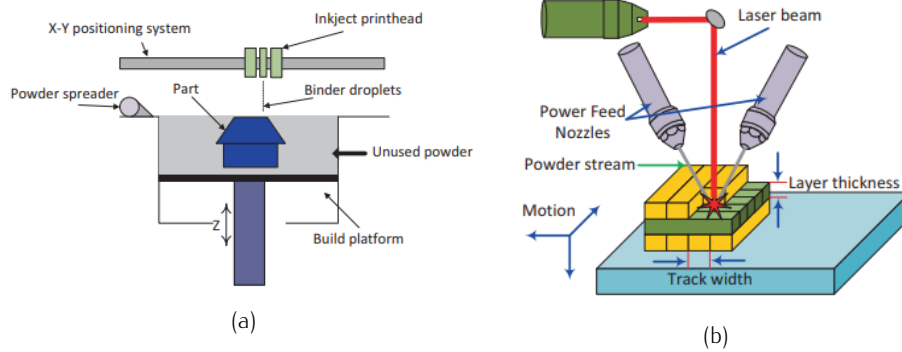 X-Y positioning system
Inkject printhead
Powder spreader
Part
Binder droplets
Unused powder
Z
Build platform
(a)
Laser beam
Power Feed
Nozzles
Powder stream
Layer thickness
Motion
Track width
(b)